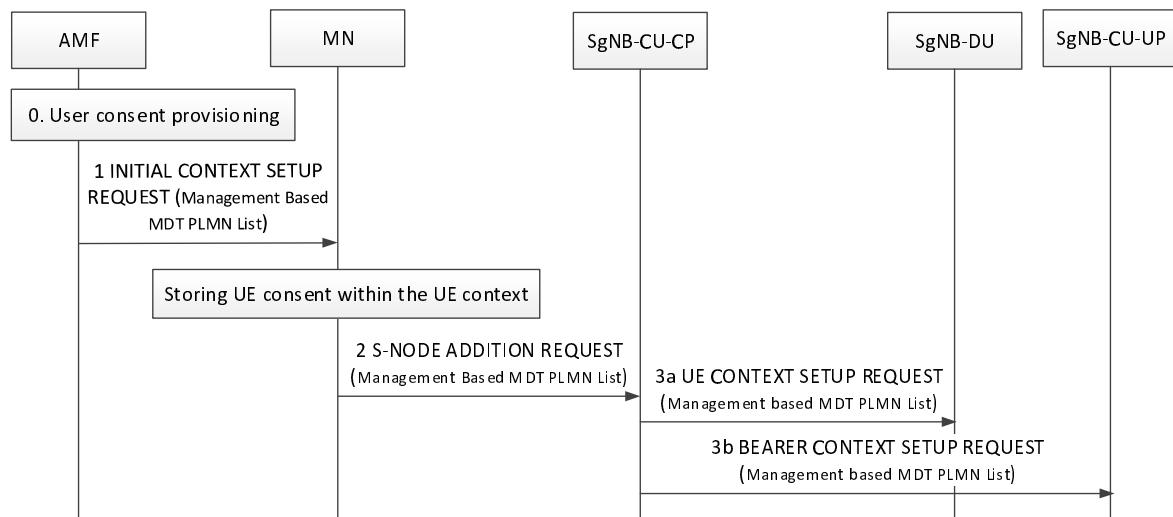 AMF
MN
SgNB-CU-CP
SgNB-DU
SgNB-CU-UP
0. User consent provisioning
1 INITIAL CONTEXT SETUP
REQUEST (Management Based
MDT PLMN List)
Storing UE consent within the UE context
2 S-NODE ADDITION REQUEST
(Management Based MDT PLMN List)
3a UE CONTEXT SETUP REQUEST
(Management based MDT PLMN List)
3b BEARER CONTEXT SETUP REQUEST
(Management based MDT PLMN List)